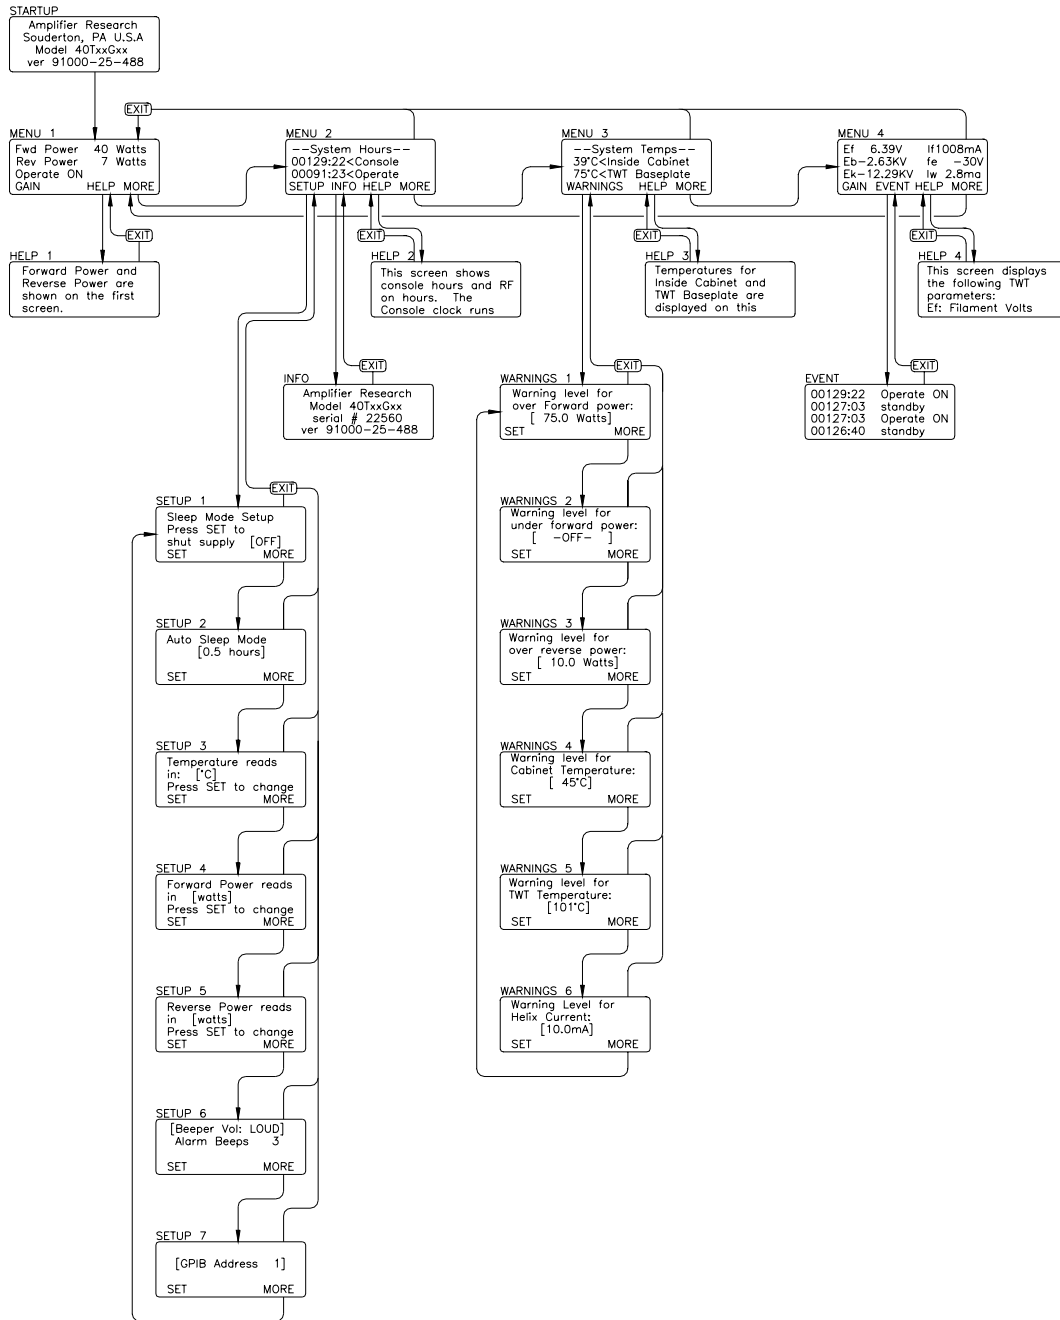 STARTUP
Amplifier Research
Souderton, PA U.S.A
Model 40TxxGxx
ver 91000-25-488
EXIT
MENU 1
Fwd Power 40 Watts
Rev Power 7 Watts
Operate ON
GAIN HELP MORE
MENU 2
--System Hours--
00129:22<Console
00091:23<Operate
SETUP INFO HELP MORE
MENU 3
--System Temps--
39°C<Inside Cabinet
75°C<TWT Baseplate
WARNINGS HELP MORE
MENU 4
Ef 6.39V If1008mA
Eb-2.63KV fe -30V
Ek-12.29KV Iw 2.8ma
GAIN EVENT HELP MORE
EXIT
EXIT
EXIT
EXIT
HELP 1
Forward Power and
Reverse Power are
shown on the first
screen.
HELP 2
This screen shows
console hours and RF
on hours. The
Console clock runs
HELP 3
Temperatures for
Inside Cabinet and
TWT Baseplate are
displayed on this
HELP 4
This screen displays
the following TWT
parameters:
Ef: Filament Volts
EXIT
EXIT
EXIT
INFO
Amplifier Research
Model 40TxxGxx
serial # 22560
ver 91000-25-488
WARNINGS 1
Warning level for
over Forward power:
[ 75.0 Watts]
SET MORE
EVENT
00129:22 Operate ON
00127:03 standby
00127:03 Operate ON
00126:40 standby
EXIT
SETUP 1
Sleep Mode Setup
Press SET to
shut supply [OFF]
SET MORE
WARNINGS 2
Warning level for
under forward power:
[ -OFF- ]
SET MORE
SETUP 2
Auto Sleep Mode
[0.5 hours]
SET MORE
WARNINGS 3
Warning level for
over reverse power:
[ 10.0 Watts]
SET MORE
SETUP 3
Temperature reads
in: [°C]
Press SET to change
SET MORE
WARNINGS 4
Warning level for
Cabinet Temperature:
[ 45°C]
SET MORE
SETUP 4
Forward Power reads
in [watts]
Press SET to change
SET MORE
WARNINGS 5
Warning level for
TWT Temperature:
[101°C]
SET MORE
SETUP 5
Reverse Power reads
in [watts]
Press SET to change
SET MORE
WARNINGS 6
Warning Level for
Helix Current:
[10.0mA]
SET MORE
SETUP 6
[Beeper Vol: LOUD]
Alarm Beeps 3
SET MORE
SETUP 7
[GPIB Address 1]
SET MORE